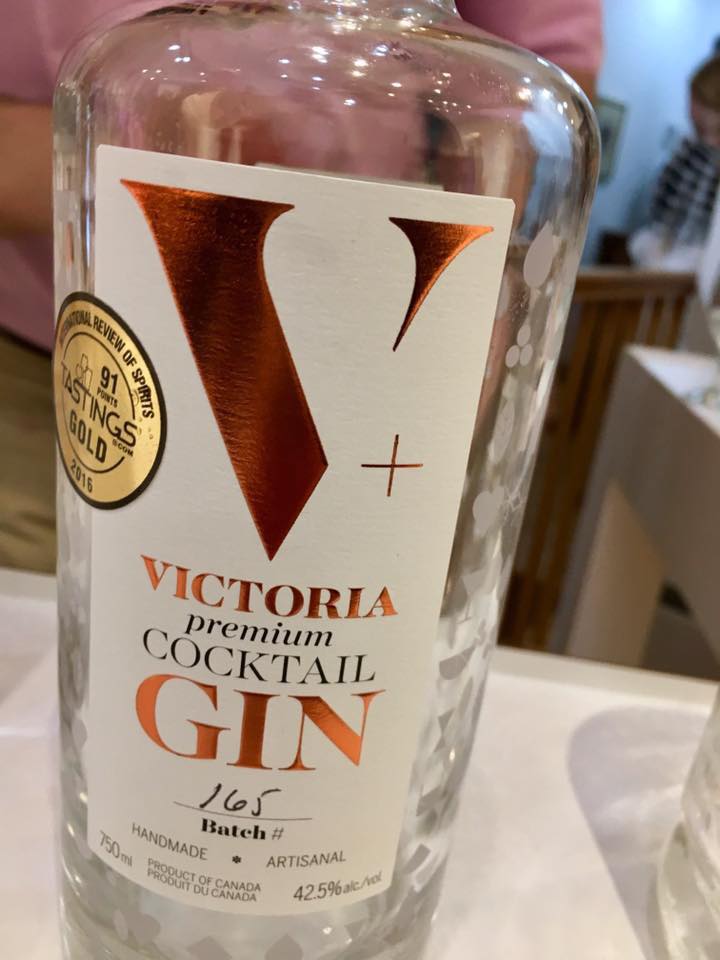 V
+
INTERNATIONAL REVIEW OF SPIRITS
91
POINTS
TASTINGS
.COM
GOLD
2016
VICTORIA
premium
COCKTAIL
GIN
165
Batch #
HANDMADE * ARTISANAL
750 ml
PRODUCT OF CANADA
PRODUIT DU CANADA
42.5% alc./vol.